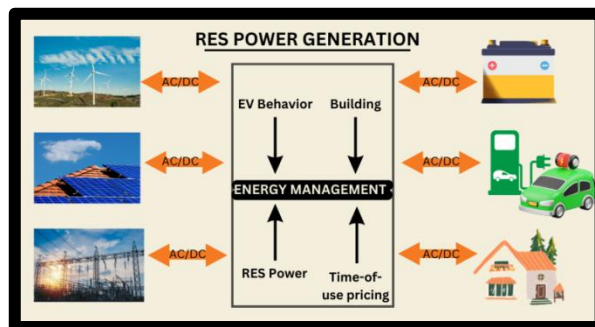 RES POWER GENERATION
AC/DC
AC/DC
EV Behavior
Building
AC/DC
AC/DC
ENERGY MANAGEMENT
RES Power
Time-of-
use pricing
AC/DC
AC/DC